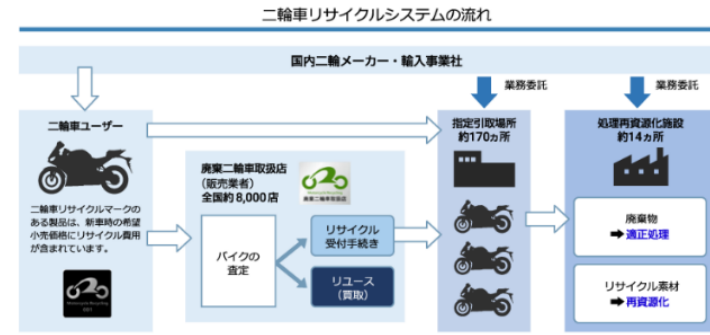 二輪車リサイクルシステムの流れ
国内二輪メーカー・輸入事業社
業務委託
業務委託
二輪車ユーザー
二輪車リサイクルマークの
ある製品は、新車時の希望
小売価格にリサイクル費用
が含まれています。
廃棄二輪車取扱店
（販売業者）
全国約8,000店
廃棄二輪車取扱店
バイクの
査定
リサイクル
受付手続き
リユース
（買取）
指定引取場所
約170ヵ所
処理再資源化施設
約14ヵ所
廃棄物
➡適正処理
リサイクル素材
➡再資源化